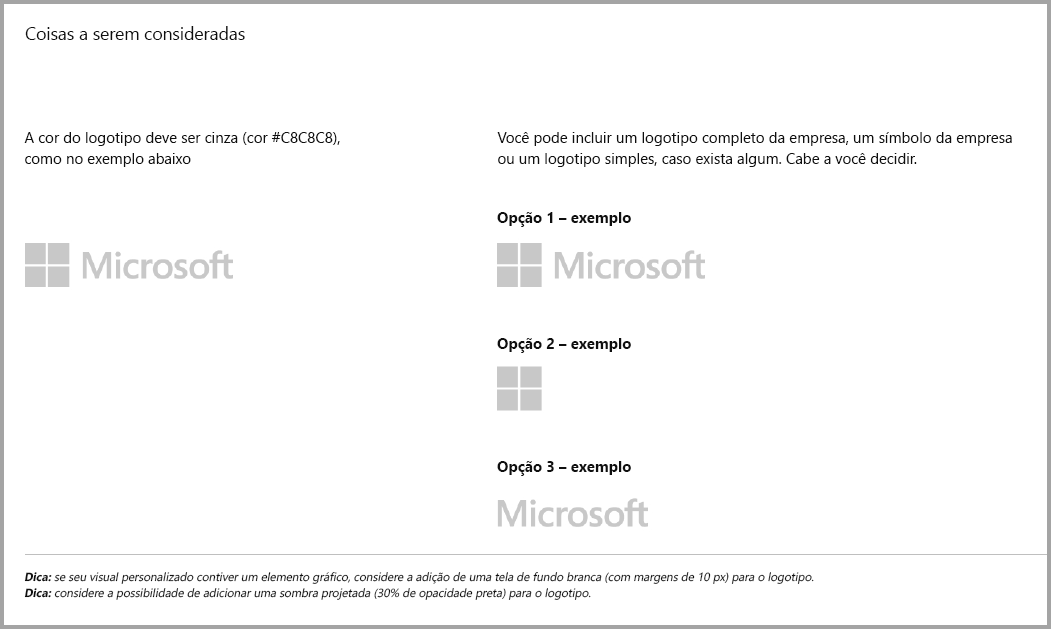 Coisas a serem consideradas
A cor do logotipo deve ser cinza (cor #C8C8C8),
como no exemplo abaixo
Microsoft
Você pode incluir um logotipo completo da empresa, um símbolo da empresa
ou um logotipo simples, caso exista algum. Cabe a você decidir.
Opção 1 – exemplo
Microsoft
Opção 2 – exemplo
Opção 3 – exemplo
Microsoft
Dica: se seu visual personalizado contiver um elemento gráfico, considere a adição de uma tela de fundo branca (com margens de 10 px) para o logotipo.
Dica: considere a possibilidade de adicionar uma sombra projetada (30% de opacidade preta) para o logotipo.